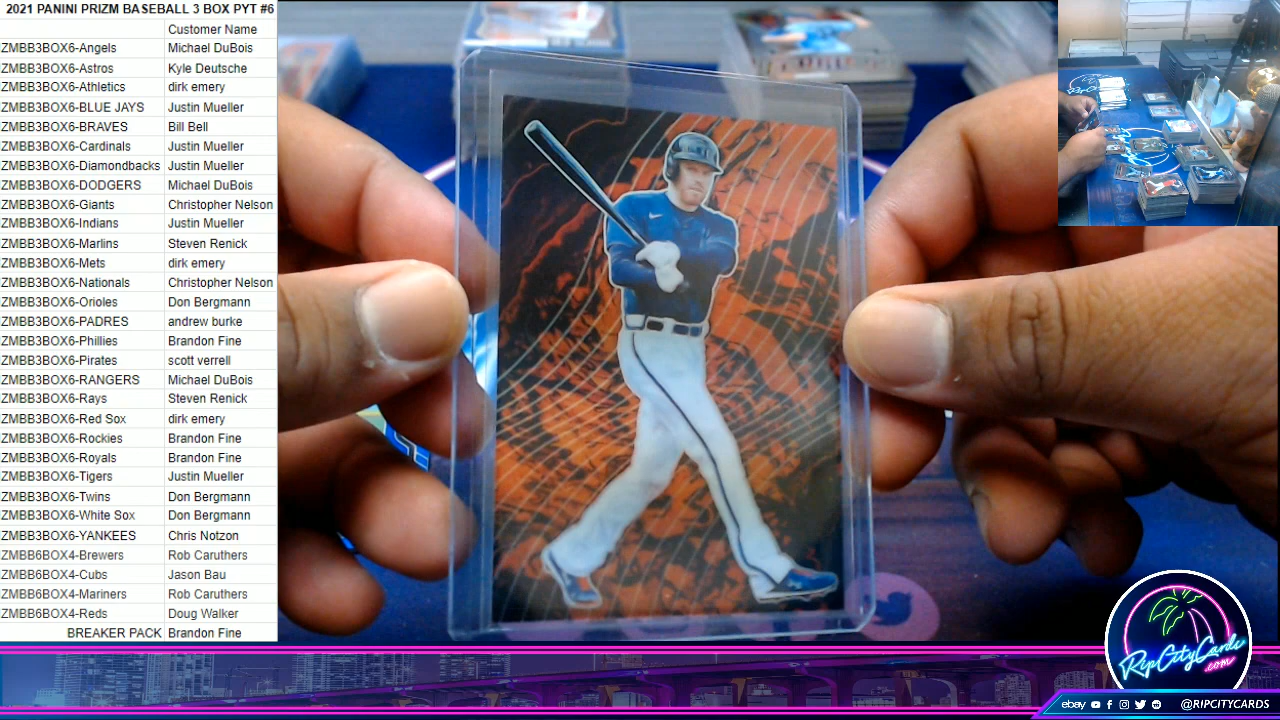 2021 PANINI PRIZM BASEBALL 3 BOX PYT #6
Customer Name
ZMBB3BOX6-Angels Michael DuBois
ZMBB3BOX6-Astros Kyle Deutsche
ZMBB3BOX6-Athletics dirk emery
ZMBB3BOX6-BLUE JAYS Justin Mueller
ZMBB3BOX6-BRAVES Bill Bell
ZMBB3BOX6-Cardinals Justin Mueller
ZMBB3BOX6-Diamondbacks Justin Mueller
ZMBB3BOX6-DODGERS Michael DuBois
ZMBB3BOX6-Giants Christopher Nelson
ZMBB3BOX6-Indians Justin Mueller
ZMBB3BOX6-Marlins Steven Renick
ZMBB3BOX6-Mets dirk emery
ZMBB3BOX6-Nationals Christopher Nelson
ZMBB3BOX6-Orioles Don Bergmann
ZMBB3BOX6-PADRES andrew burke
ZMBB3BOX6-Phillies Brandon Fine
ZMBB3BOX6-Pirates scott verrell
ZMBB3BOX6-RANGERS Michael DuBois
ZMBB3BOX6-Rays Steven Renick
ZMBB3BOX6-Red Sox dirk emery
ZMBB3BOX6-Rockies Brandon Fine
ZMBB3BOX6-Royals Brandon Fine
ZMBB3BOX6-Tigers Justin Mueller
ZMBB3BOX6-Twins Don Bergmann
ZMBB3BOX6-White Sox Don Bergmann
ZMBB3BOX6-YANKEES Chris Notzon
ZMBB6BOX4-Brewers Rob Caruthers
ZMBB6BOX4-Cubs Jason Bau
ZMBB6BOX4-Mariners Rob Caruthers
ZMBB6BOX4-Reds Doug Walker
BREAKER PACK Brandon Fine
RipCityCards
.com
ebay @RIPCITYCARDS